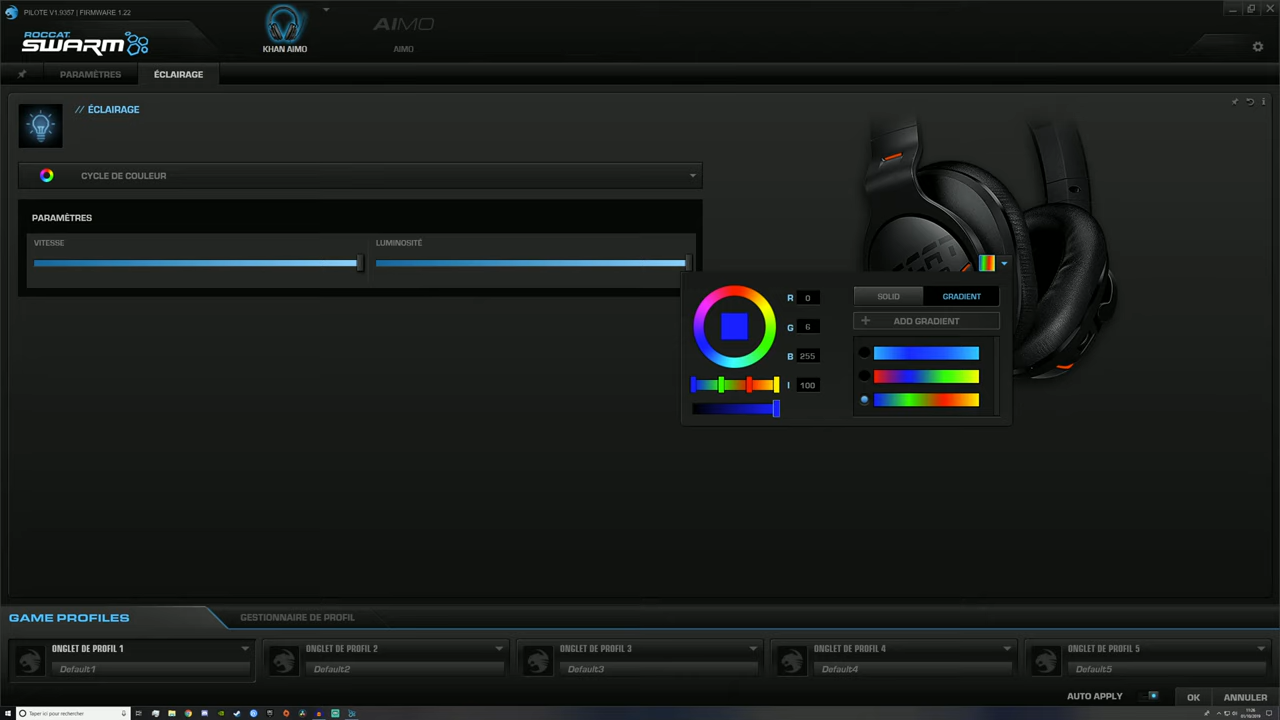 PILOTE V1.9357 | FIRMWARE 1.22
ROCCAT
SWARM
KHAN AIMO
AIMO
AIMO
PARAMÈTRES
ÉCLAIRAGE
// ÉCLAIRAGE
CYCLE DE COULEUR
PARAMÈTRES
VITESSE
LUMINOSITÉ
R 0
G 6
B 255
I 100
SOLID
GRADIENT
+ ADD GRADIENT
GAME PROFILES
GESTIONNAIRE DE PROFIL
ONGLET DE PROFIL 1
Default1
ONGLET DE PROFIL 2
Default2
ONGLET DE PROFIL 3
Default3
ONGLET DE PROFIL 4
Default4
ONGLET DE PROFIL 5
Default5
AUTO APPLY
OK
ANNULER
Taper ici pour rechercher